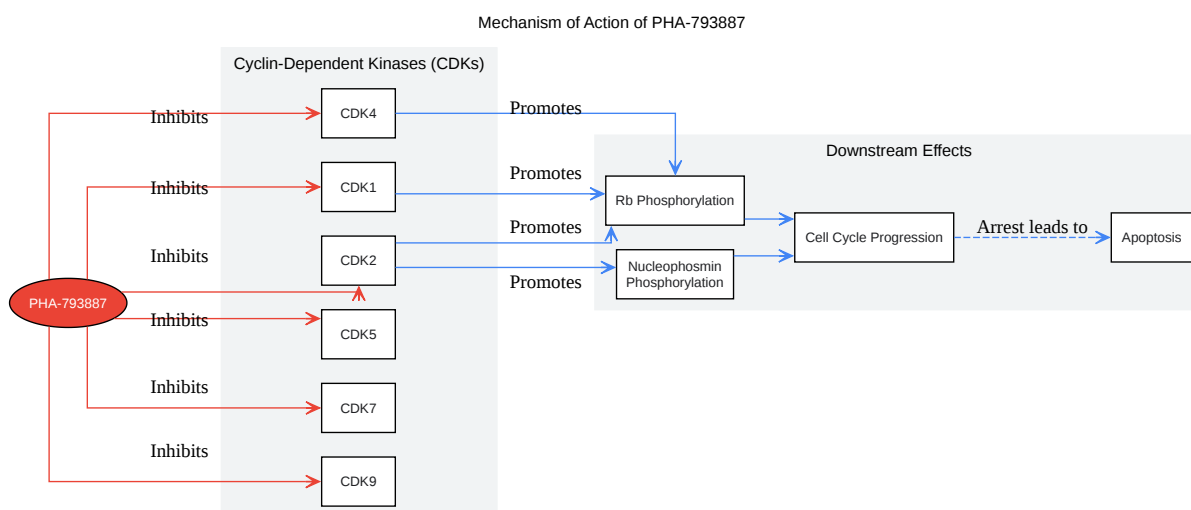 Mechanism of Action of PHA-793887
Cyclin-Dependent Kinases (CDKs)
CDK4
Inhibits
Promotes
Downstream Effects
CDK1
Inhibits
Promotes
Rb Phosphorylation
CDK2
Inhibits
Promotes
Cell Cycle Progression
Arrest leads to
Apoptosis
Nucleophosmin
Phosphorylation
Promotes
PHA-793887
Inhibits
CDK5
Inhibits
CDK7
Inhibits
CDK9